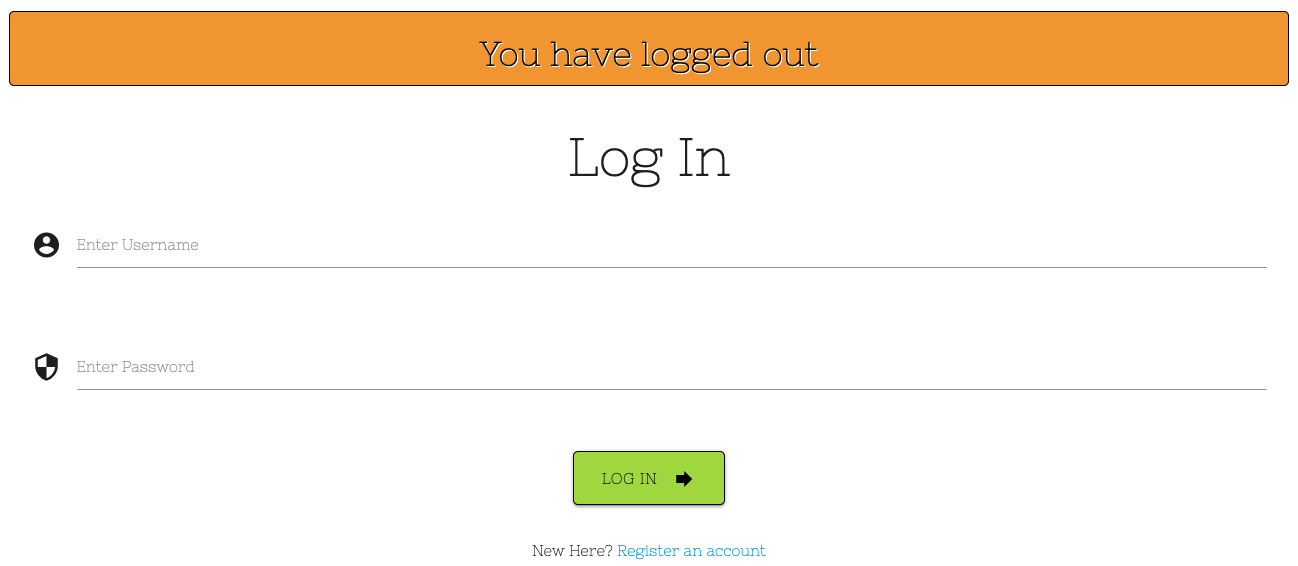 You have logged out
Log In
Enter Username
Enter Password
LOG IN
New Here? Register an account